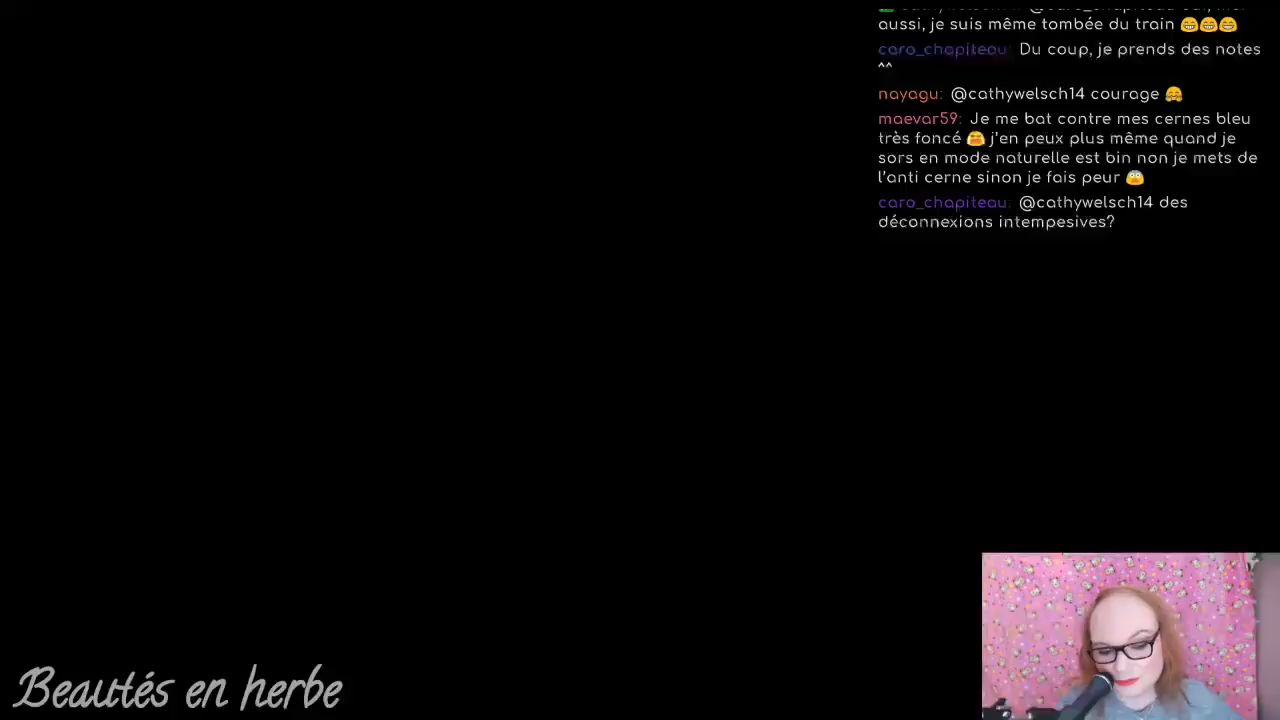 aussi, je suis même tombée du train 😁😁😁
caro_chapiteau: Du coup, je prends des notes
^^
nayagu: @cathywelsch14 courage 🤗
maevar59: Je me bat contre mes cernes bleu
très foncé 😫 j'en peux plus même quand je
sors en mode naturelle est bin non je mets de
l'anti cerne sinon je fais peur 😨
caro_chapiteau: @cathywelsch14 des
déconnexions intempesives?
Beautés en herbe